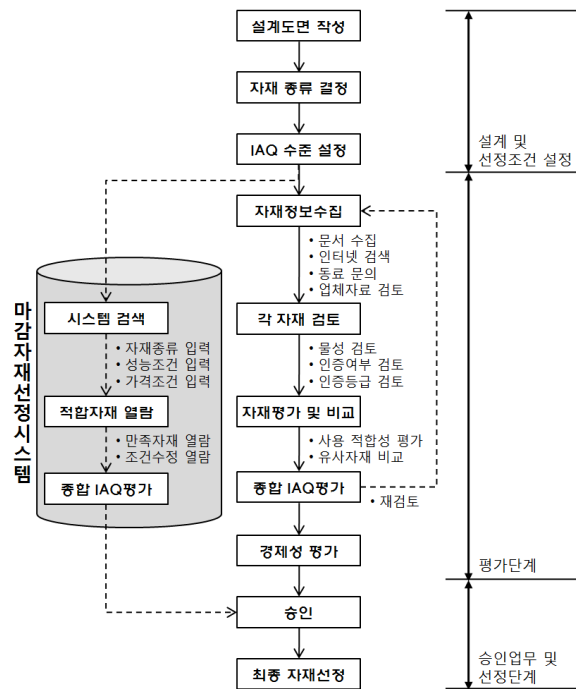 설계도면 작성
자재 종류 결정
IAQ 수준 설정
설계 및
선정조건 설정
자재정보수집
• 문서 수집
• 인터넷 검색
• 동료 문의
• 업체자료 검토
마감자재선정시스템
시스템 검색
각 자재 검토
• 자재종류 입력
• 성능조건 입력
• 가격조건 입력
• 물성 검토
• 인증여부 검토
• 인증등급 검토
적합자재 열람
자재평가 및 비교
• 만족자재 열람
• 조건수정 열람
• 사용 적합성 평가
• 유사자재 비교
종합 IAQ평가
종합 IAQ평가
• 재검토
경제성 평가
평가단계
승인
승인업무 및
선정단계
최종 자재선정